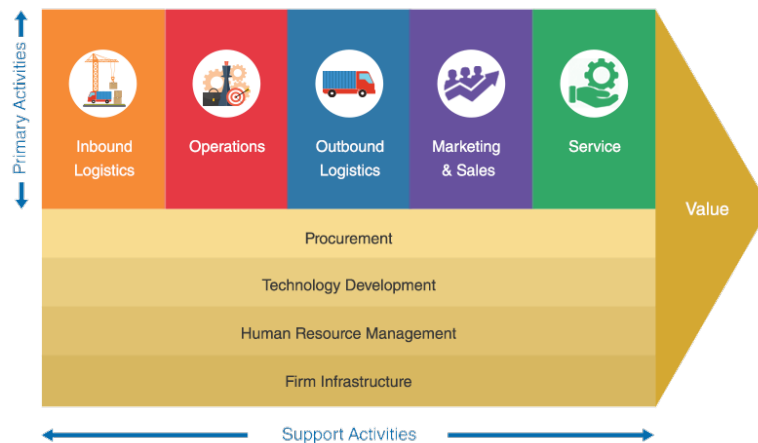 Primary Activities
Inbound
Logistics
Operations
Outbound
Logistics
Marketing
& Sales
Service
Value
Procurement
Technology Development
Human Resource Management
Firm Infrastructure
Support Activities